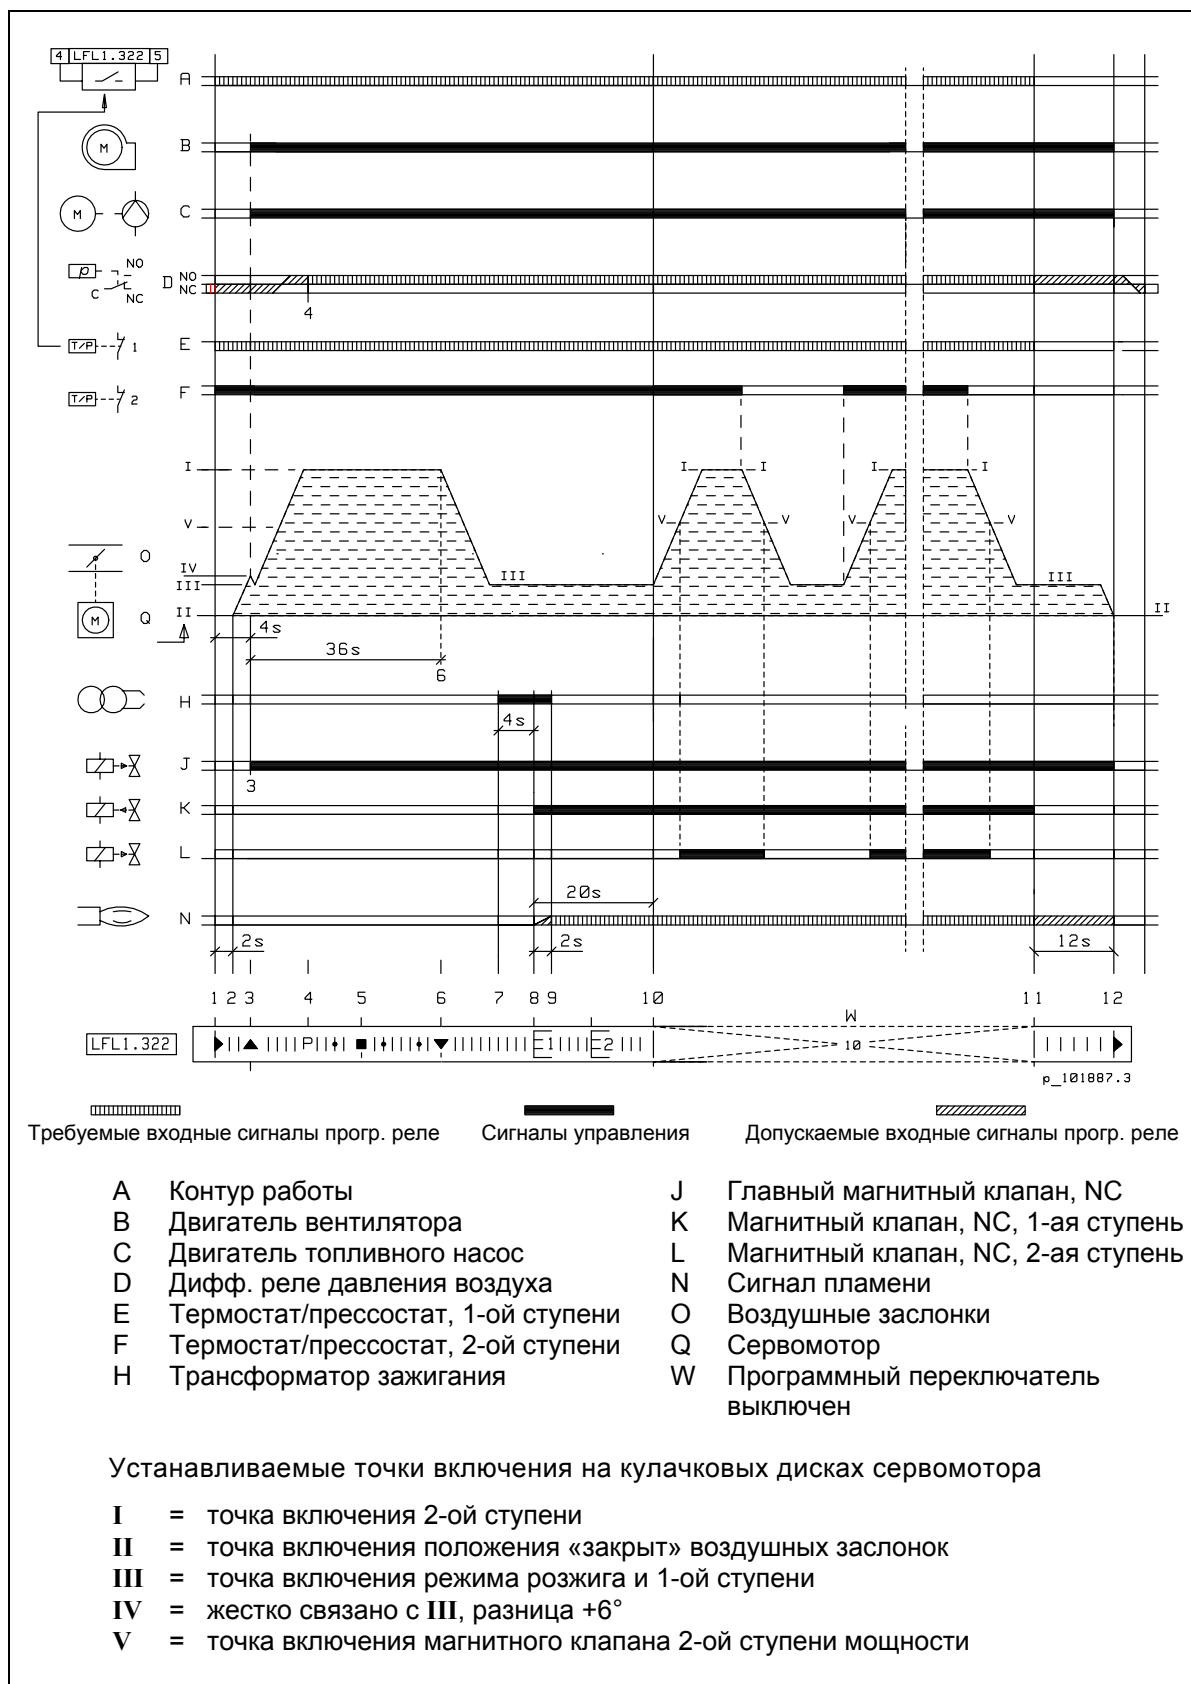 4 LFL1.322 5
A
M
B
M
C
p NO
C NC
D NO
NC
4
T/P 1 E
T/P 2 F
I I I I I
V V V V V
O
IV
III III III
M Q II II
4s
36s
6
H
4s
J
3
K
L
20s
N
2s 2s 12s
1 2 3 4 5 6 7 8 9 10 11 12
W
LFL1.322 P E1 E2 10
p_101887.3
Требуемые входные сигналы прогр. реле Сигналы управления Допускаемые входные сигналы прогр. реле
A Контур работы
B Двигатель вентилятора
C Двигатель топливного насос
D Дифф. реле давления воздуха
E Термостат/прессостат, 1-ой ступени
F Термостат/прессостат, 2-ой ступени
H Трансформатор зажигания
J Главный магнитный клапан, NC
K Магнитный клапан, NC, 1-ая ступень
L Магнитный клапан, NC, 2-ая ступень
N Сигнал пламени
O Воздушные заслонки
Q Сервомотор
W Программный переключатель
выключен
Устанавливаемые точки включения на кулачковых дисках сервомотора
I = точка включения 2-ой ступени
II = точка включения положения «закрыт» воздушных заслонок
III = точка включения режима розжига и 1-ой ступени
IV = жестко связано с III, разница +6°
V = точка включения магнитного клапана 2-ой ступени мощности